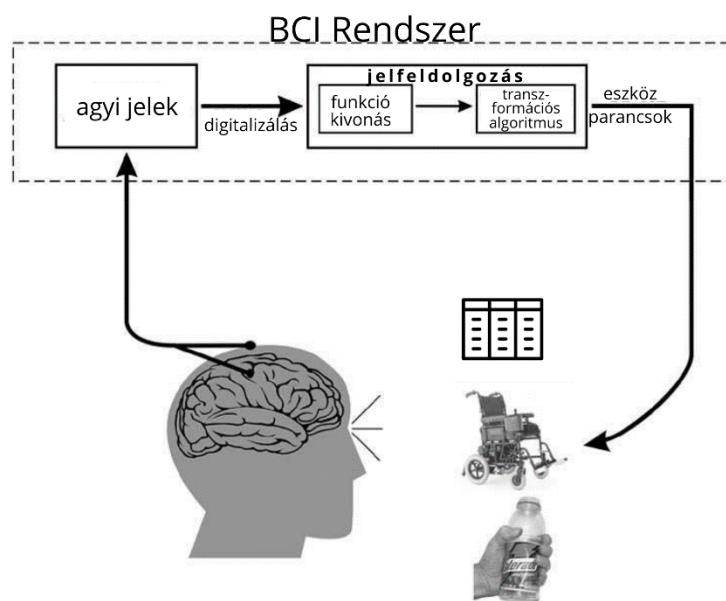 BCI Rendszer
agyi jelek
digitalizálás
jelfeldolgozás
funkció
kivonás
transz-
formációs
algoritmus
eszköz
parancsok